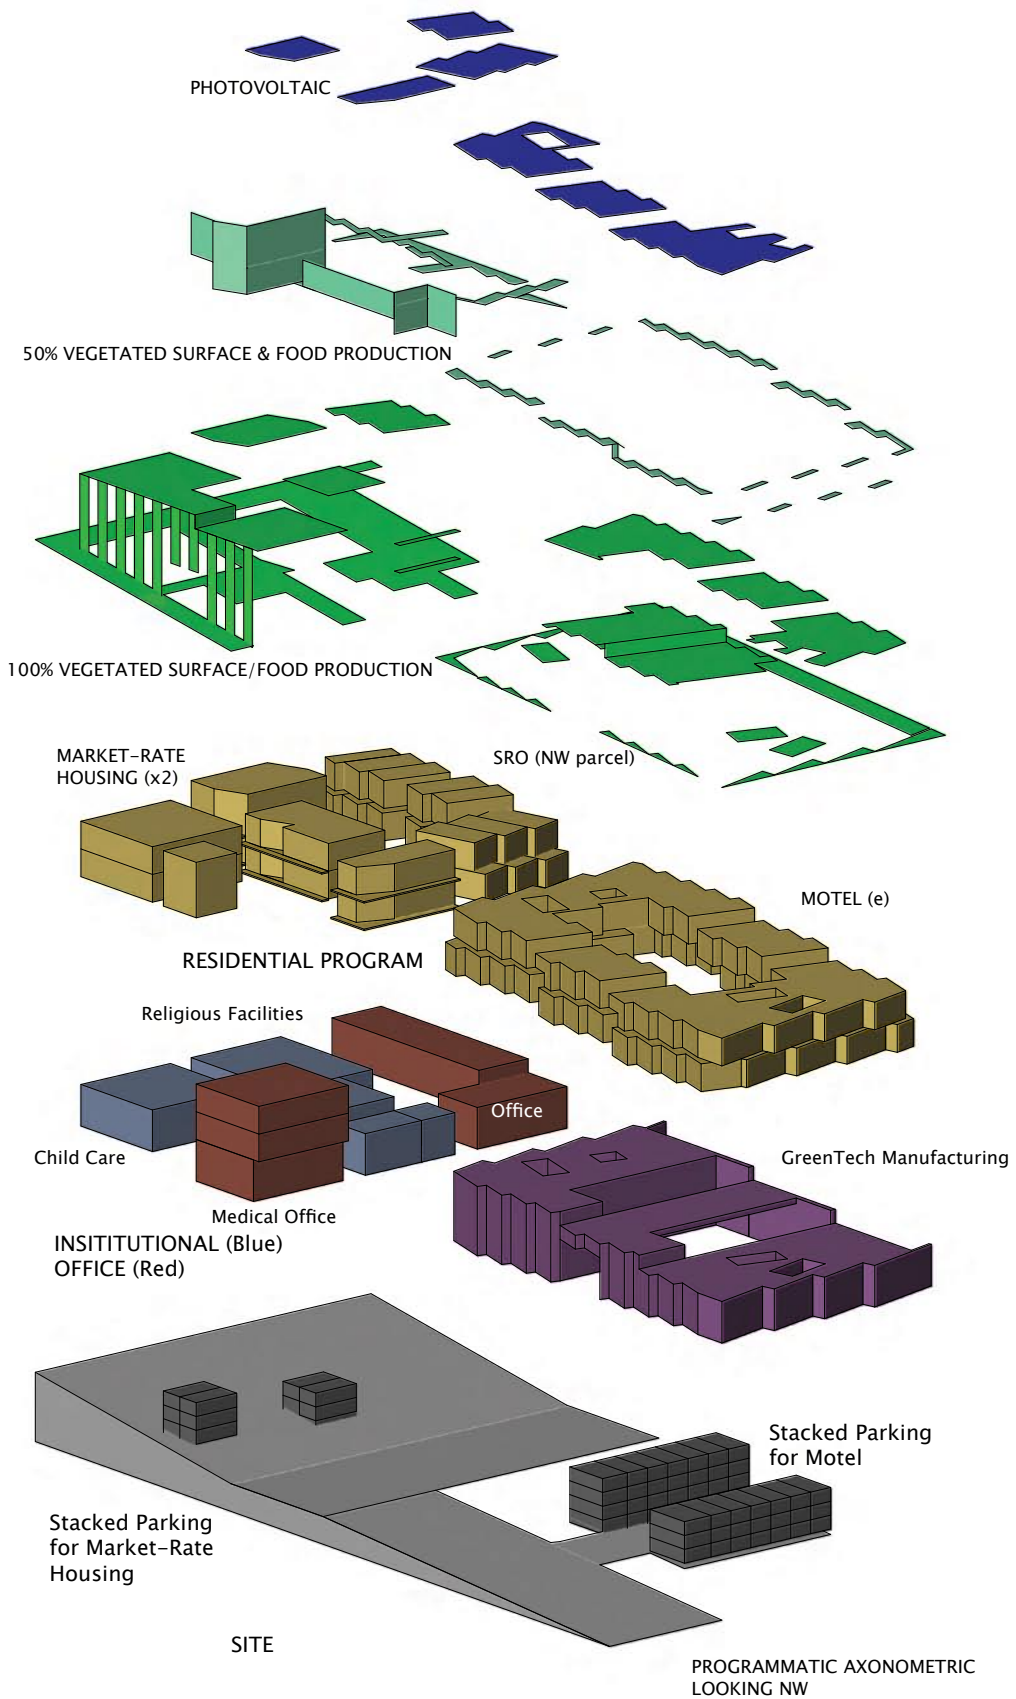 PHOTOVOLTAIC
50% VEGETATED SURFACE & FOOD PRODUCTION
100% VEGETATED SURFACE/FOOD PRODUCTION
MARKET-RATE
HOUSING (x2)
SRO (NW parcel)
MOTEL (e)
RESIDENTIAL PROGRAM
Religious Facilities
Office
Child Care
GreenTech Manufacturing
Medical Office
INSITITUTIONAL (Blue)
OFFICE (Red)
Stacked Parking
for Motel
Stacked Parking
for Market-Rate
Housing
SITE
PROGRAMMATIC AXONOMETRIC
LOOKING NW